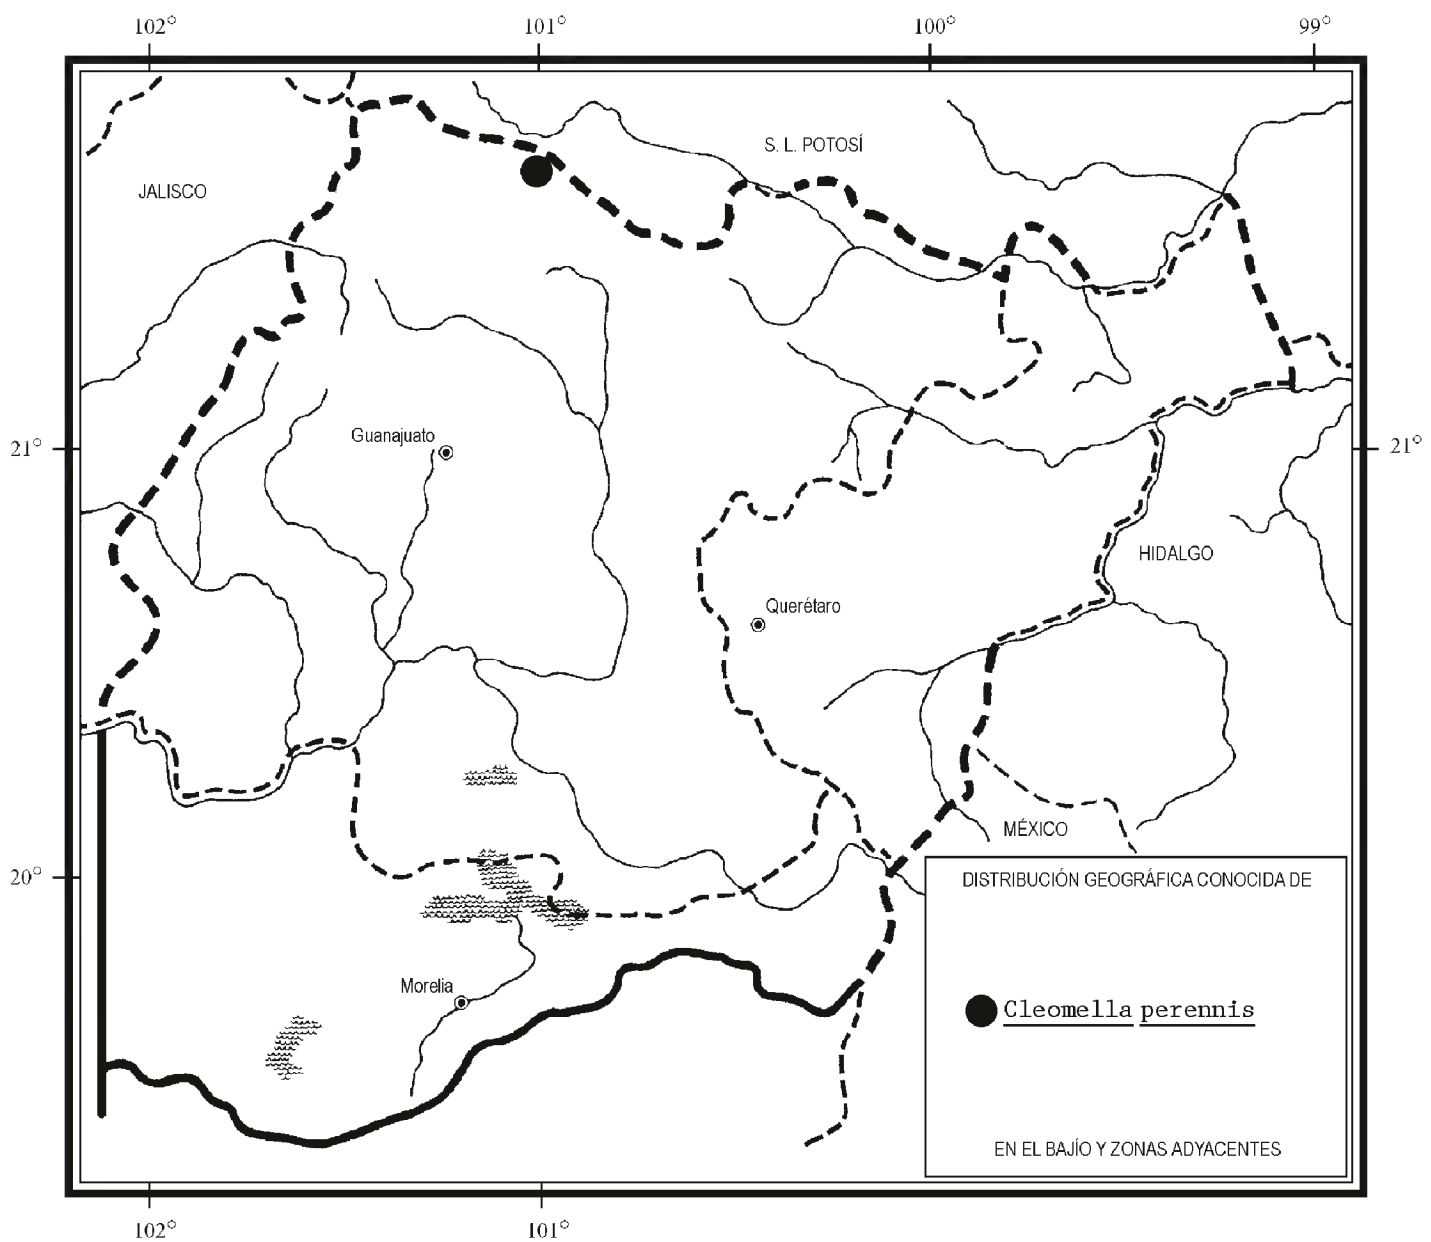 102° 101° 100° 99°
S. L. POTOSÍ
JALISCO
Guanajuato
21° 21°
HIDALGO
Querétaro
MÉXICO
20°
DISTRIBUCIÓN GEOGRÁFICA CONOCIDA DE
Morelia
Cleomella perennis
EN EL BAJÍO Y ZONAS ADYACENTES
102° 101°